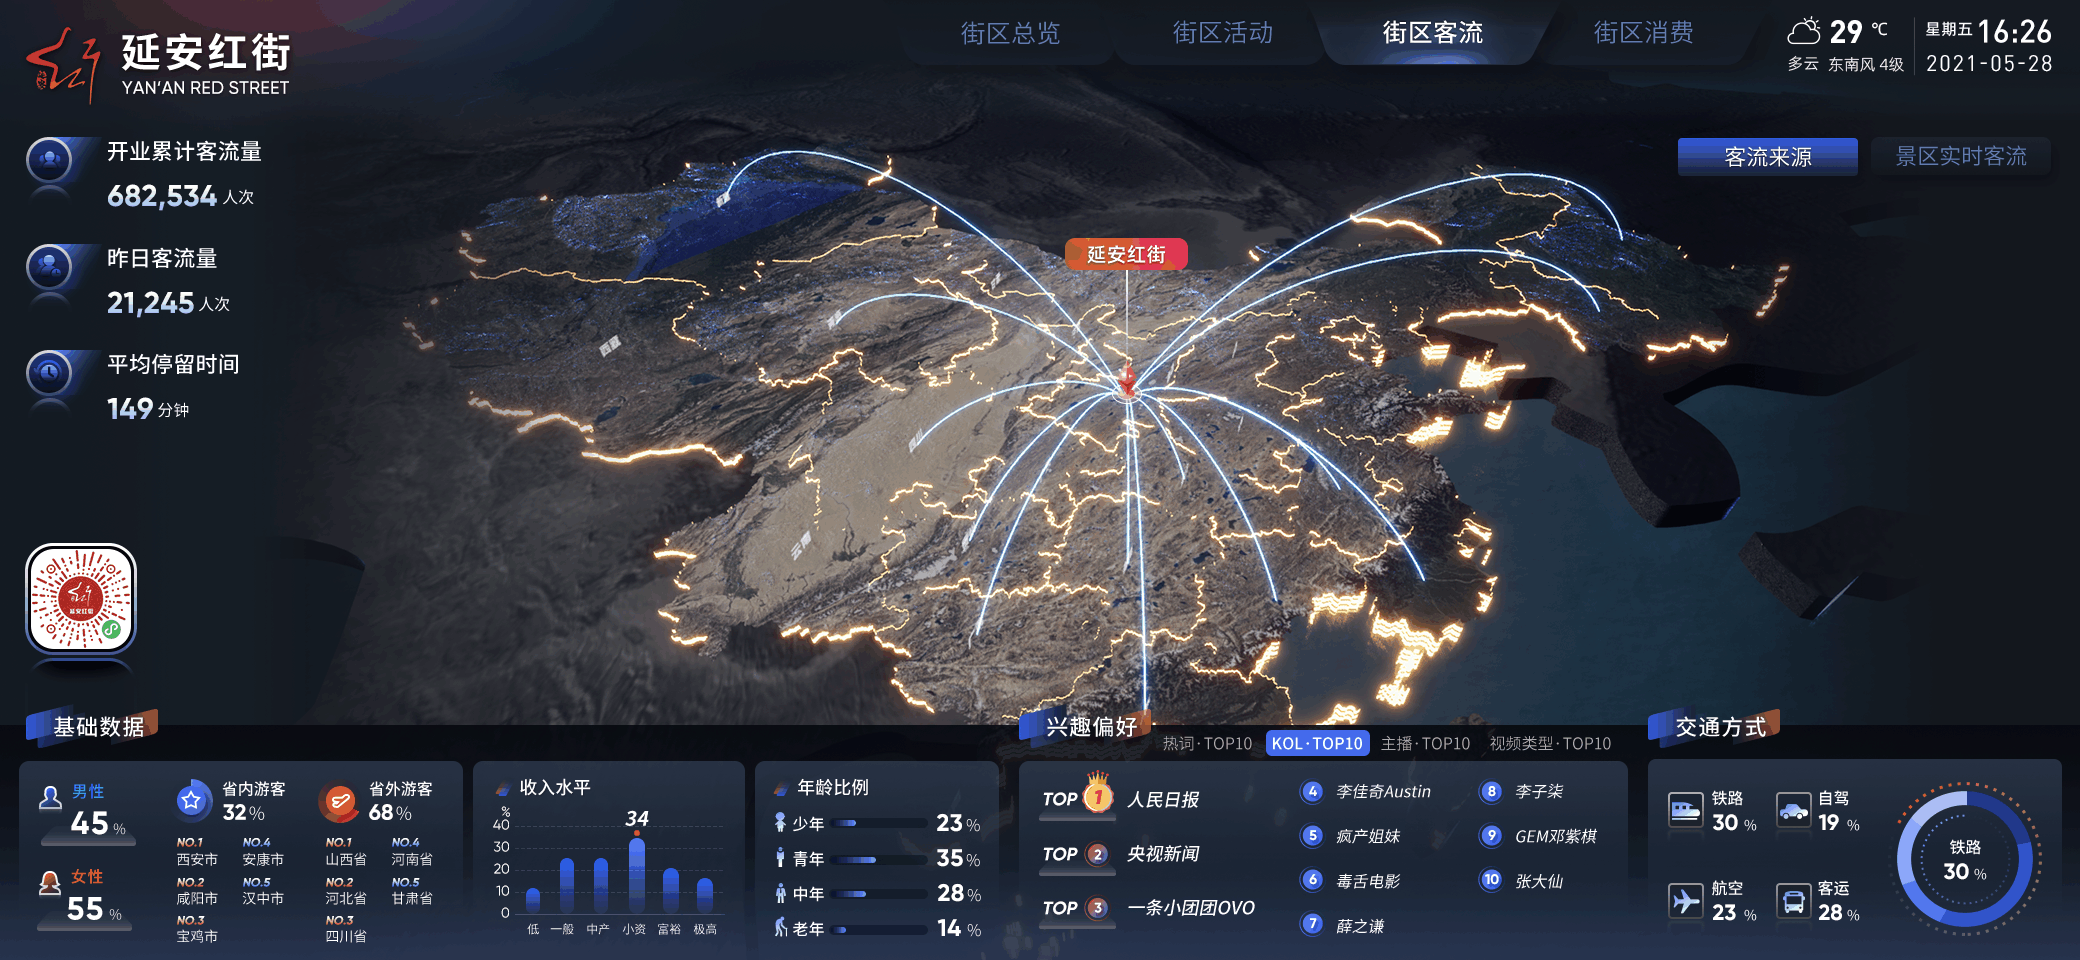 延安红街
YAN'AN RED STREET
街区总览
街区活动
街区客流
街区消费
29 ℃
多云 东南风 4级
星期五 16:26
2021-05-28
开业累计客流量
682,534 人次
昨日客流量
21,245 人次
平均停留时间
149 分钟
客流来源
景区实时客流
延安红街
延安红街
基础数据
男性
45 %
女性
55 %
省内游客
32 %
NO.1
西安市
NO.2
咸阳市
NO.3
宝鸡市
NO.4
安康市
NO.5
汉中市
省外游客
68 %
NO.1
山西省
NO.2
河北省
NO.3
四川省
NO.4
河南省
NO.5
甘肃省
收入水平
%
40
30
20
10
0
34
低 一般 中产 小资 富裕 极高
年龄比例
少年 23 %
青年 35 %
中年 28 %
老年 14 %
兴趣偏好
热词·TOP10
KOL·TOP10
主播·TOP10
视频类型·TOP10
TOP 1 人民日报
TOP 2 央视新闻
TOP 3 一条小团团OVO
4 李佳奇Austin
5 疯产姐妹
6 毒舌电影
7 薛之谦
8 李子柒
9 GEM邓紫棋
10 张大仙
交通方式
铁路
30 %
自驾
19 %
航空
23 %
客运
28 %
铁路
30 %